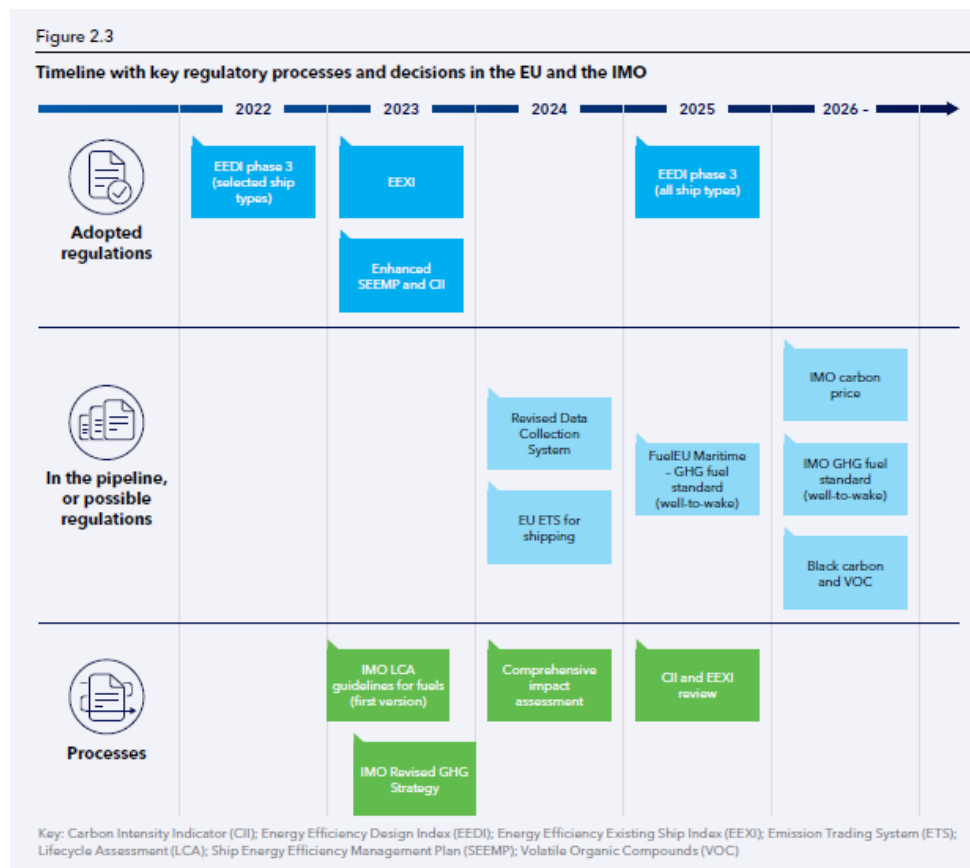 Figure 2.3
Timeline with key regulatory processes and decisions in the EU and the IMO
2022
2023
2024
2025
2026 –
Adopted
regulations
EEDI phase 3
(selected ship
types)
EEXI
EEDI phase 3
(all ship types)
Enhanced
SEEMP and CII
In the pipeline,
or possible
regulations
Revised Data
Collection
System
EU ETS for
shipping
FuelEU Maritime
– GHG fuel
standard
(well-to-wake)
IMO carbon
price
IMO GHG fuel
standard
(well-to-wake)
Black carbon
and VOC
Processes
IMO LCA
guidelines for fuels
(first version)
IMO Revised GHG
Strategy
Comprehensive
impact
assessment
CII and EEXI
review
Key: Carbon Intensity Indicator (CII); Energy Efficiency Design Index (EEDI); Energy Efficiency Existing Ship Index (EEXI); Emission Trading System (ETS);
Lifecycle Assessment (LCA); Ship Energy Efficiency Management Plan (SEEMP); Volatile Organic Compounds (VOC)